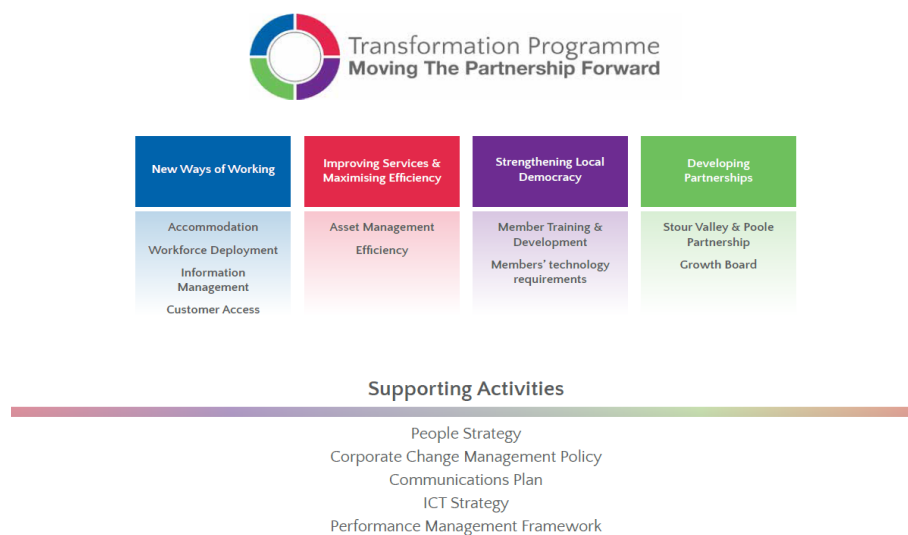 Transformation Programme
Moving The Partnership Forward
New Ways of Working
Accommodation
Workforce Deployment
Information
Management
Customer Access
Improving Services &
Maximising Efficiency
Asset Management
Efficiency
Strengthening Local
Democracy
Member Training &
Development
Members' technology
requirements
Developing
Partnerships
Stour Valley & Poole
Partnership
Growth Board
Supporting Activities
People Strategy
Corporate Change Management Policy
Communications Plan
ICT Strategy
Performance Management Framework